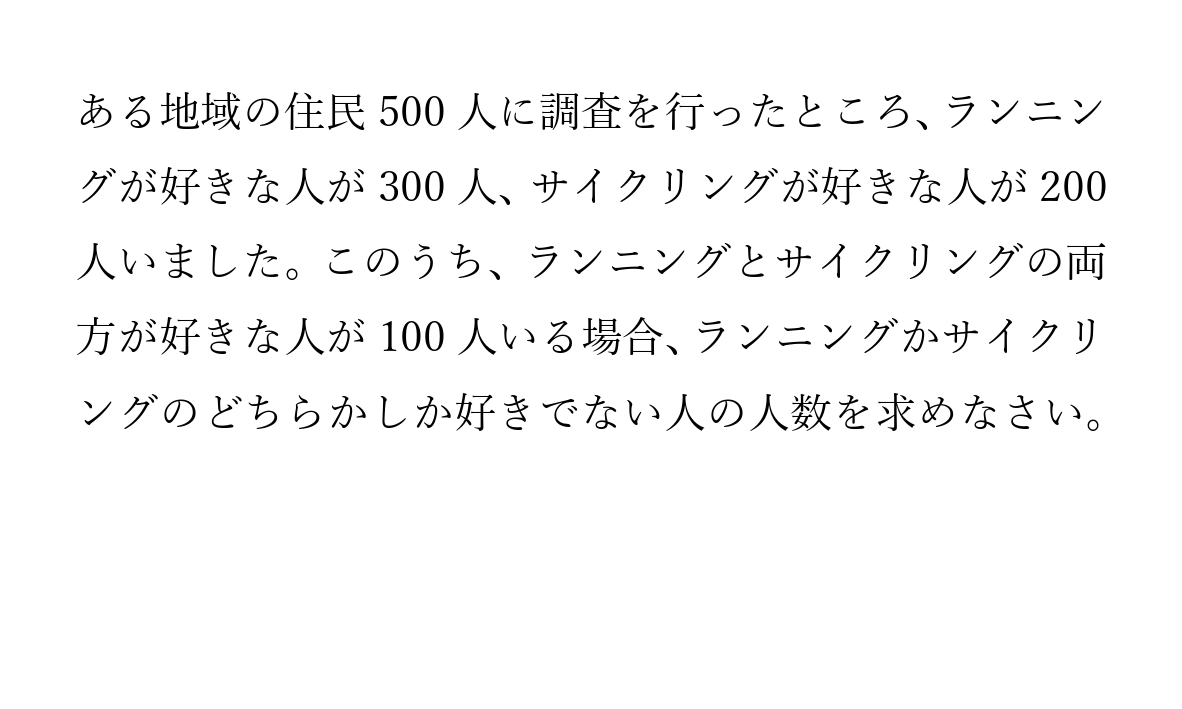 ある地域の住民 500 人に調査を行ったところ、ランニン
グが好きな人が 300 人、サイクリングが好きな人が 200
人いました。このうち、ランニングとサイクリングの両
方が好きな人が 100 人いる場合、ランニングかサイクリ
ングのどちらかしか好きでない人の人数を求めなさい。